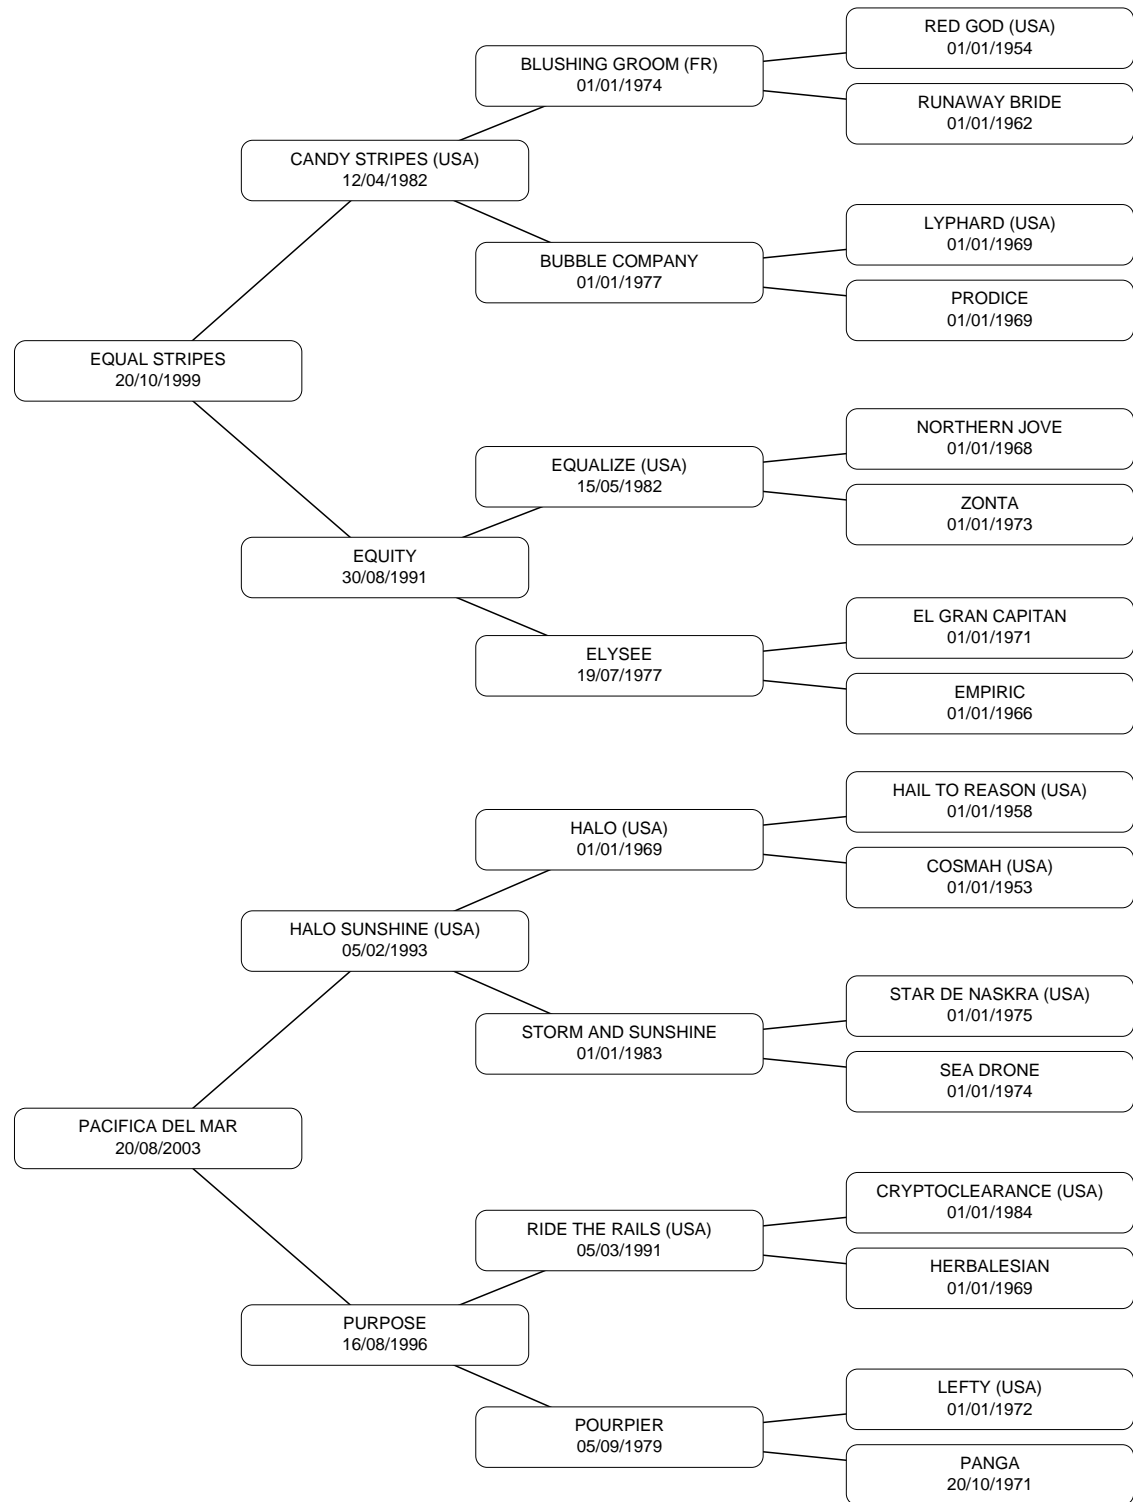 RED GOD (USA)
01/01/1954
BLUSHING GROOM (FR)
01/01/1974
RUNAWAY BRIDE
01/01/1962
CANDY STRIPES (USA)
12/04/1982
LYPHARD (USA)
01/01/1969
BUBBLE COMPANY
01/01/1977
PRODICE
01/01/1969
EQUAL STRIPES
20/10/1999
NORTHERN JOVE
01/01/1968
EQUALIZE (USA)
15/05/1982
ZONTA
01/01/1973
EQUITY
30/08/1991
EL GRAN CAPITAN
01/01/1971
ELYSEE
19/07/1977
EMPIRIC
01/01/1966
HAIL TO REASON (USA)
01/01/1958
HALO (USA)
01/01/1969
COSMAH (USA)
01/01/1953
HALO SUNSHINE (USA)
05/02/1993
STAR DE NASKRA (USA)
01/01/1975
STORM AND SUNSHINE
01/01/1983
SEA DRONE
01/01/1974
PACIFICA DEL MAR
20/08/2003
CRYPTOCLEARANCE (USA)
01/01/1984
RIDE THE RAILS (USA)
05/03/1991
HERBALESIAN
01/01/1969
PURPOSE
16/08/1996
LEFTY (USA)
01/01/1972
POURPIER
05/09/1979
PANGA
20/10/1971